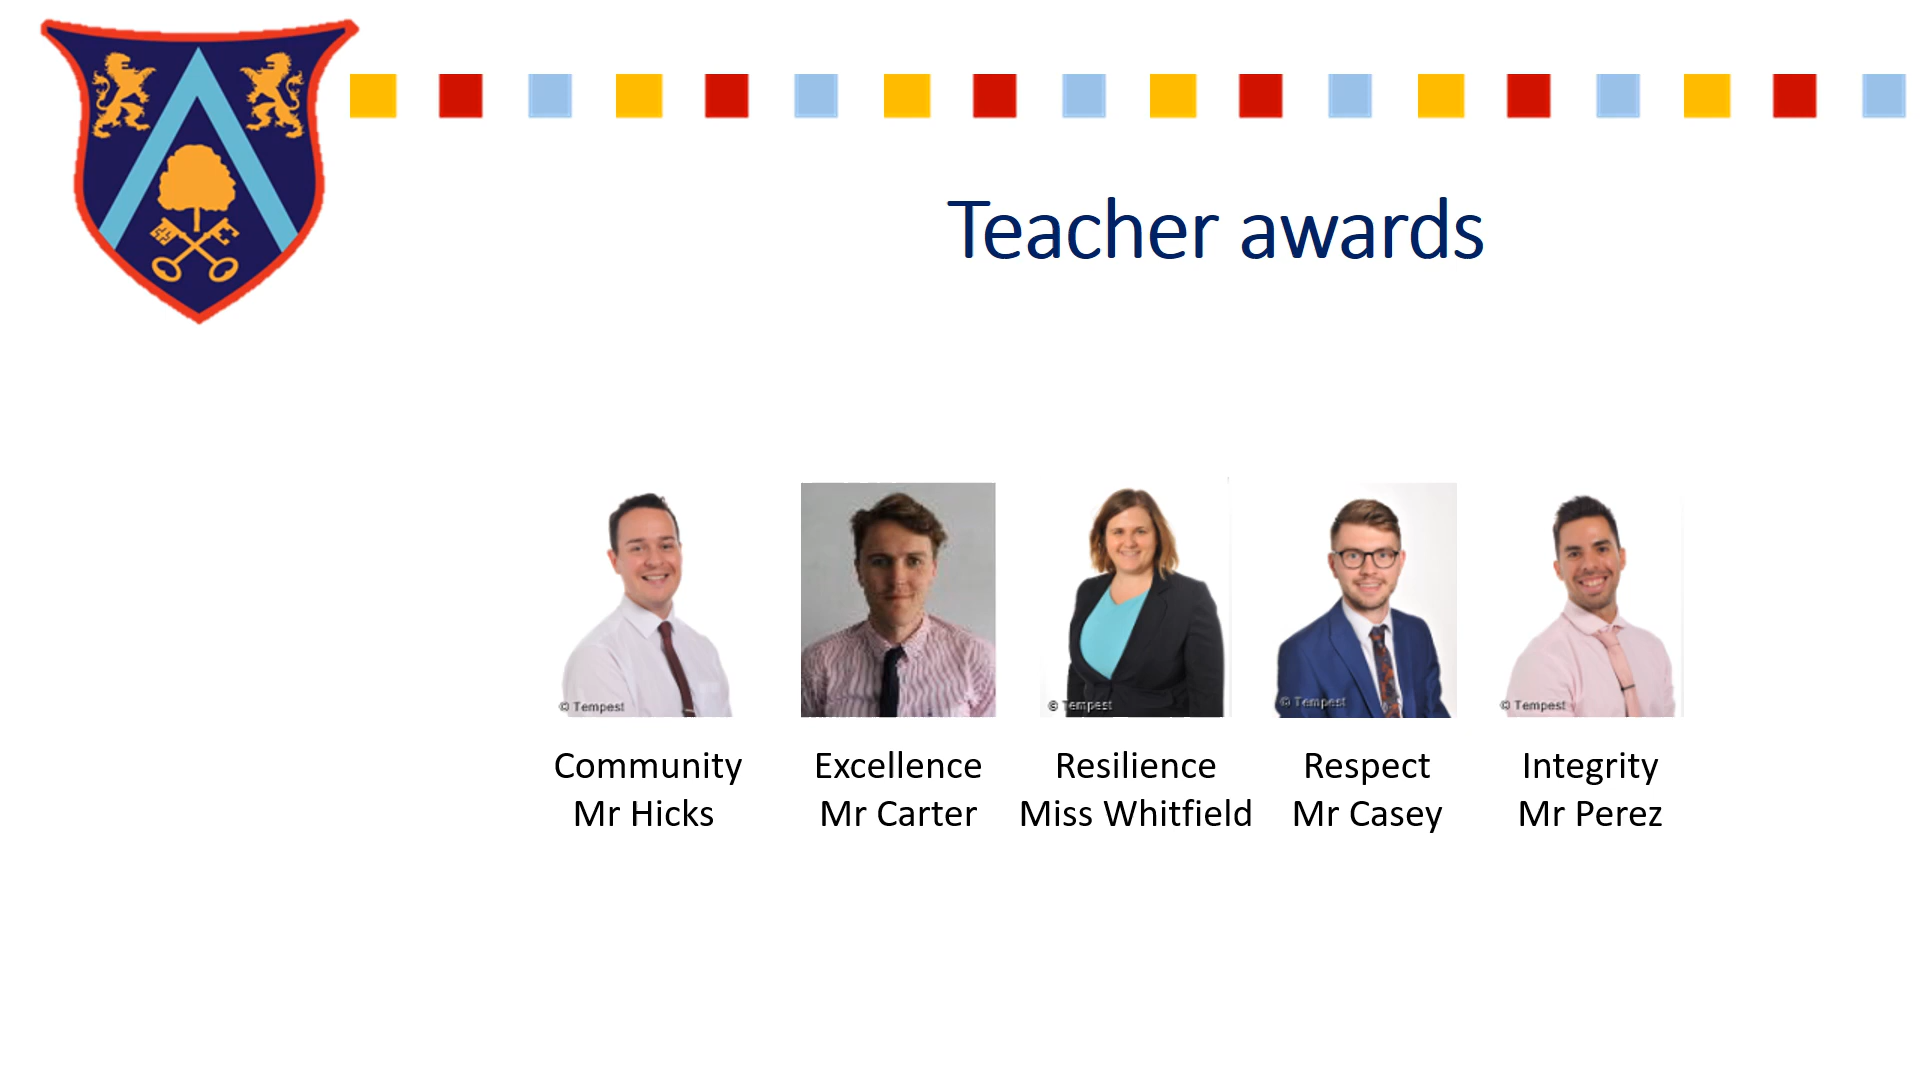 Teacher awards
© Tempest
© Tempest
© Tempest
© Tempest
Community
Mr Hicks
Excellence
Mr Carter
Resilience
Miss Whitfield
Respect
Mr Casey
Integrity
Mr Perez